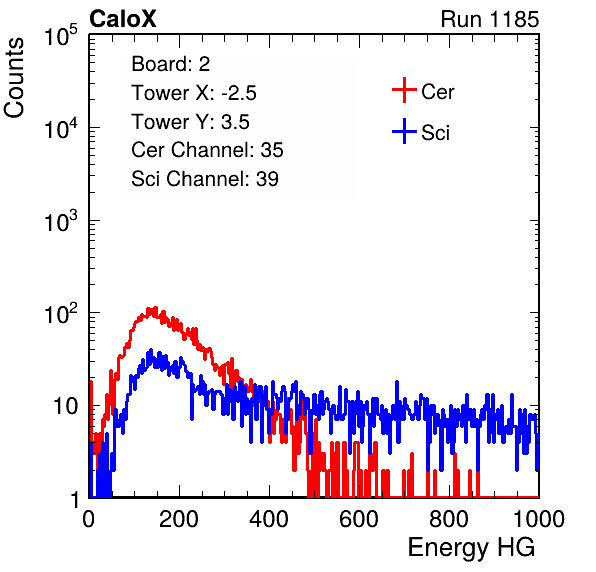 CaloX Run 1185
Counts
10^5
10^4
10^3
10^2
10
1
Board: 2
Tower X: -2.5
Tower Y: 3.5
Cer Channel: 35
Sci Channel: 39
Cer
Sci
0 200 400 600 800 1000
Energy HG